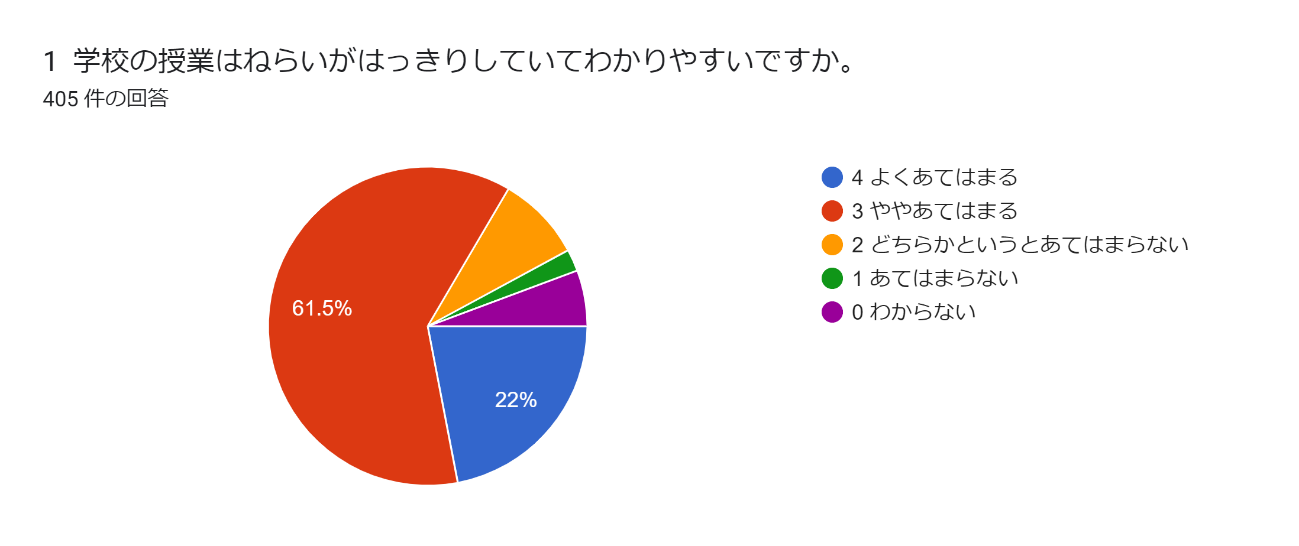 1 学校の授業はねらいがはっきりしていてわかりやすいですか。
405 件の回答
4 よくあてはまる
3 ややあてはまる
2 どちらかというとあてはまらない
1 あてはまらない
0 わからない
61.5%
22%